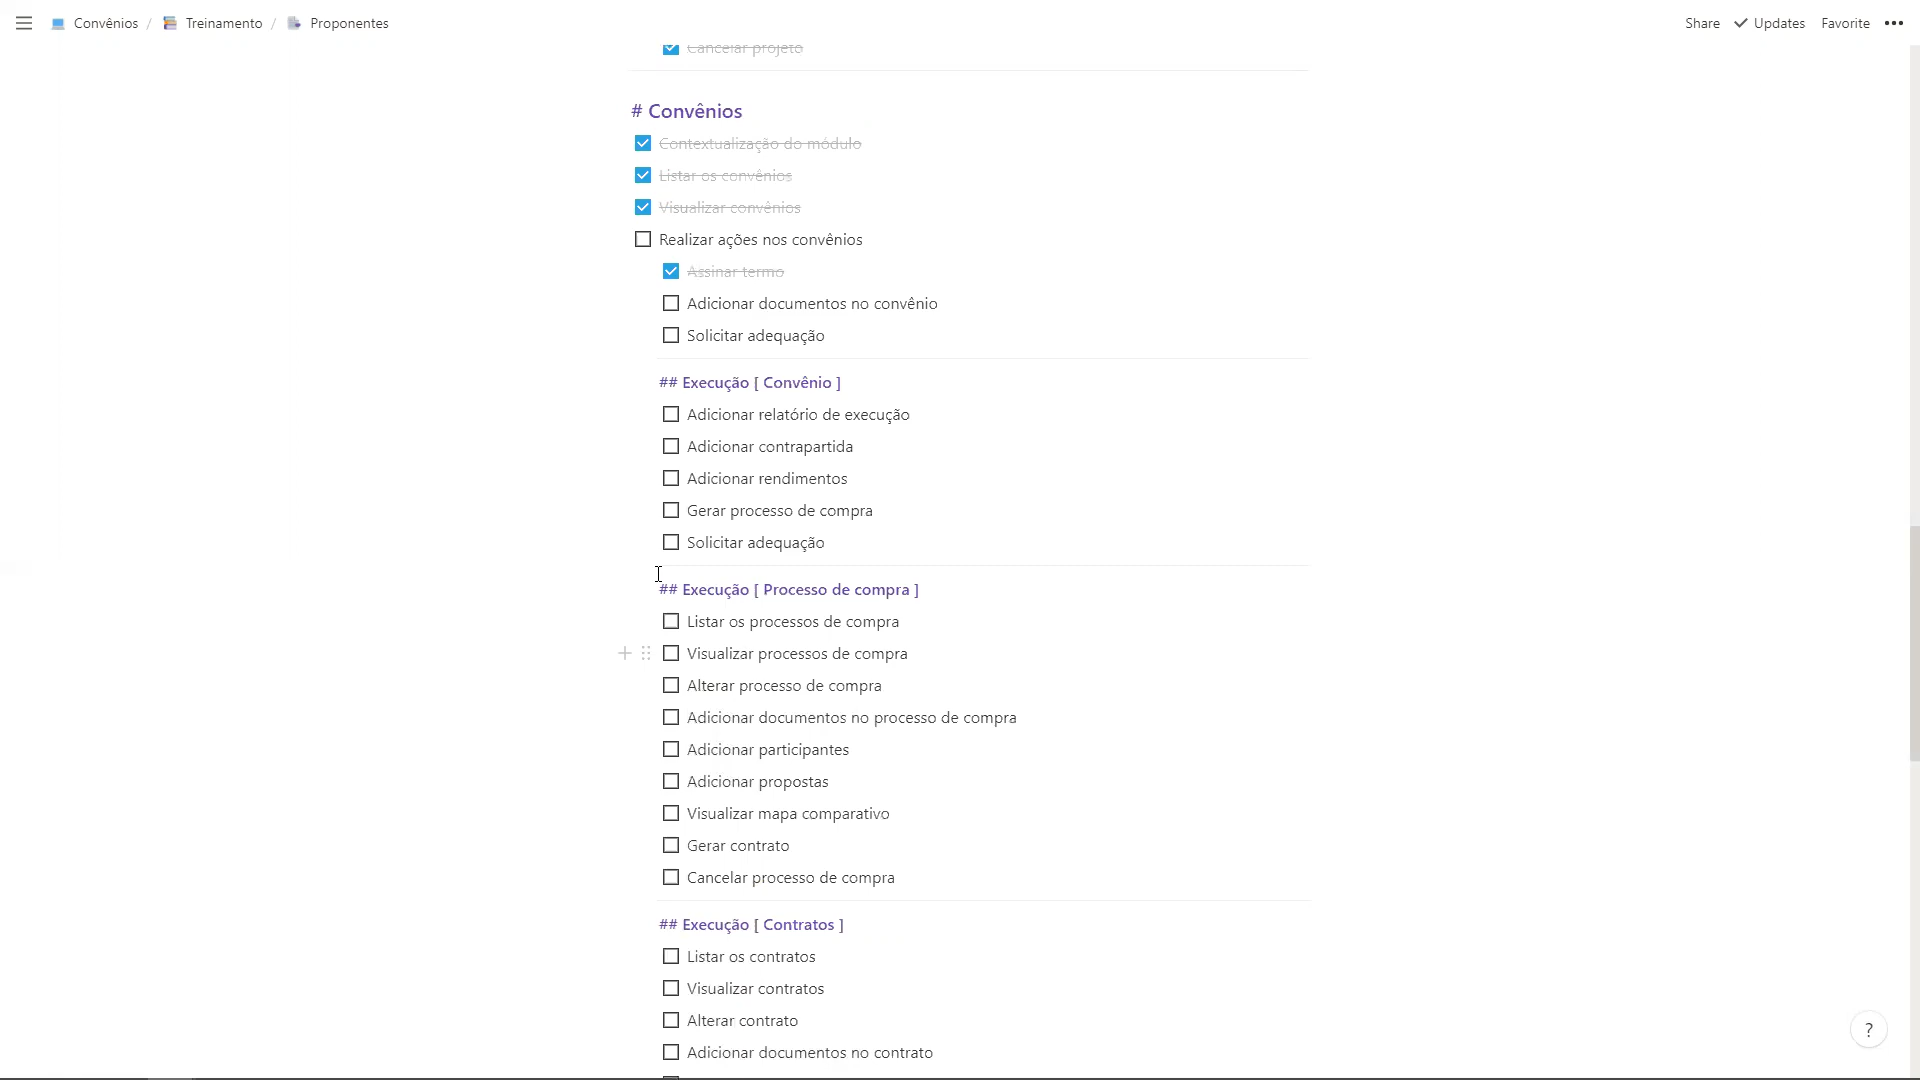 Convênios / Treinamento / Proponentes Share Updates Favorite •••
Cancelar projeto
# Convênios
Contextualização do módulo
Listar os convênios
Visualizar convênios
Realizar ações nos convênios
Assinar termo
Adicionar documentos no convênio
Solicitar adequação
## Execução [ Convênio ]
Adicionar relatório de execução
Adicionar contrapartida
Adicionar rendimentos
Gerar processo de compra
Solicitar adequação
## Execução [ Processo de compra ]
Listar os processos de compra
Visualizar processos de compra
Alterar processo de compra
Adicionar documentos no processo de compra
Adicionar participantes
Adicionar propostas
Visualizar mapa comparativo
Gerar contrato
Cancelar processo de compra
## Execução [ Contratos ]
Listar os contratos
Visualizar contratos
Alterar contrato
Adicionar documentos no contrato
?